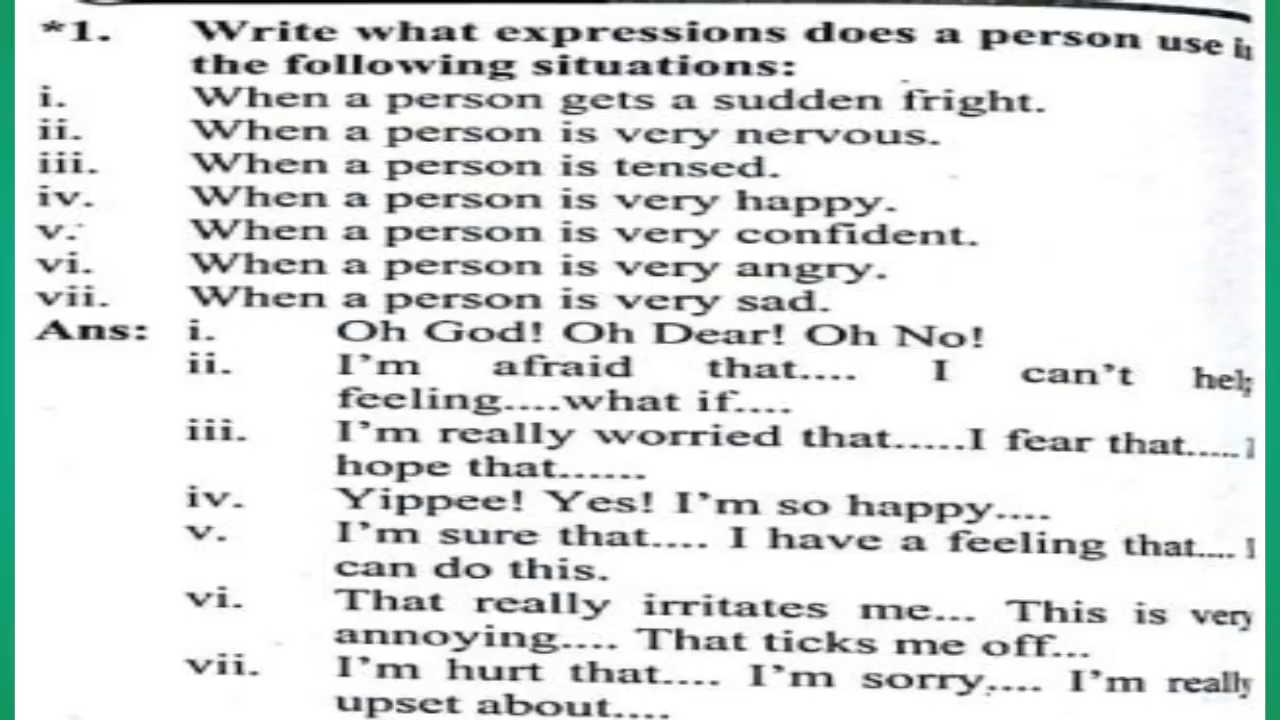 *1. Write what expressions does a person use in
the following situations:
i. When a person gets a sudden fright.
ii. When a person is very nervous.
iii. When a person is tensed.
iv. When a person is very happy.
v. When a person is very confident.
vi. When a person is very angry.
vii. When a person is very sad.
Ans: i. Oh God! Oh Dear! Oh No!
ii. I'm afraid that.... I can't help
feeling....what if....
iii. I'm really worried that.....I fear that.....I
hope that......
iv. Yippee! Yes! I'm so happy....
v. I'm sure that.... I have a feeling that.... I
can do this.
vi. That really irritates me... This is very
annoying.... That ticks me off...
vii. I'm hurt that.... I'm sorry.... I'm really
upset about....